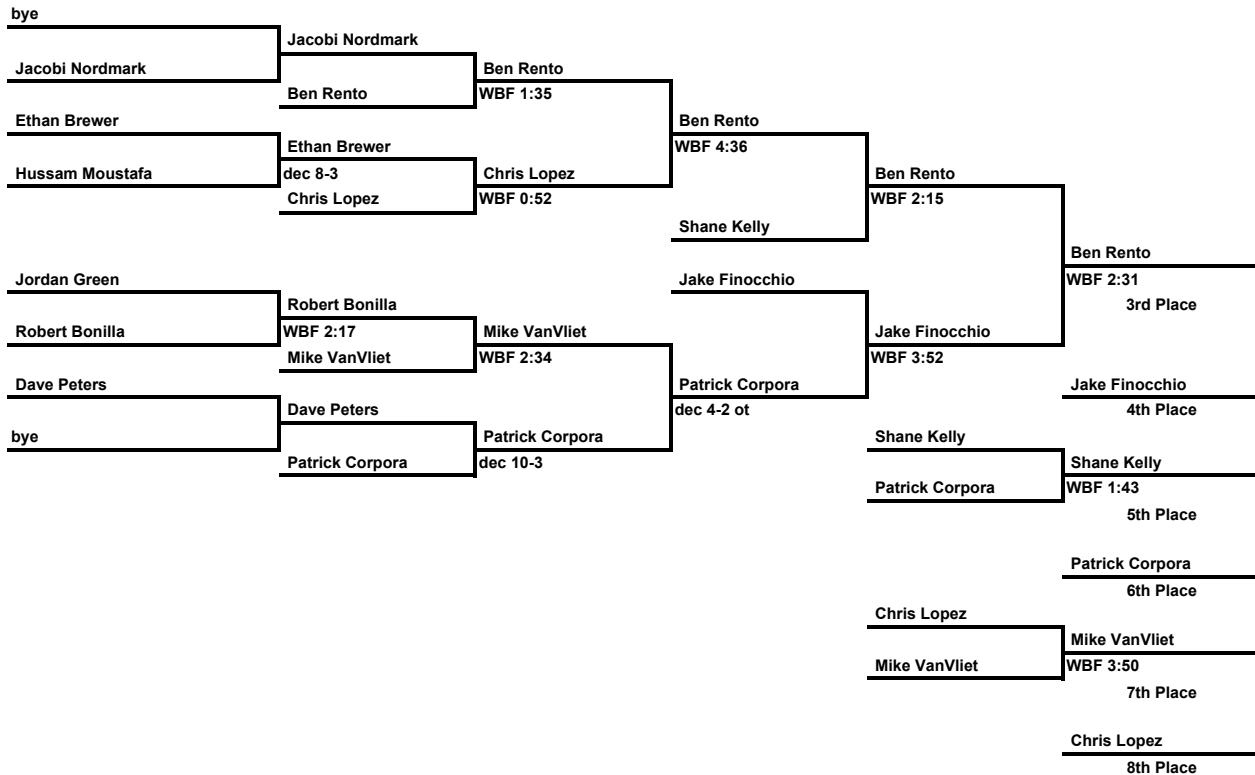 bye
Jacobi Nordmark
Jacobi Nordmark
Ben Rento
Ben Rento
WBF 1:35
Ethan Brewer
Ben Rento
Ethan Brewer
WBF 4:36
Hussam Moustafa
dec 8-3
Chris Lopez
Ben Rento
Chris Lopez
WBF 0:52
WBF 2:15
Shane Kelly
Ben Rento
Jordan Green
Jake Finocchio
WBF 2:31
Robert Bonilla
3rd Place
Robert Bonilla
WBF 2:17
Mike VanVliet
Jake Finocchio
Mike VanVliet
WBF 2:34
WBF 3:52
Dave Peters
Patrick Corpora
Jake Finocchio
Dave Peters
dec 4-2 ot
4th Place
bye
Patrick Corpora
Shane Kelly
Patrick Corpora
dec 10-3
Shane Kelly
Patrick Corpora
WBF 1:43
5th Place
Patrick Corpora
6th Place
Chris Lopez
Mike VanVliet
Mike VanVliet
WBF 3:50
7th Place
Chris Lopez
8th Place